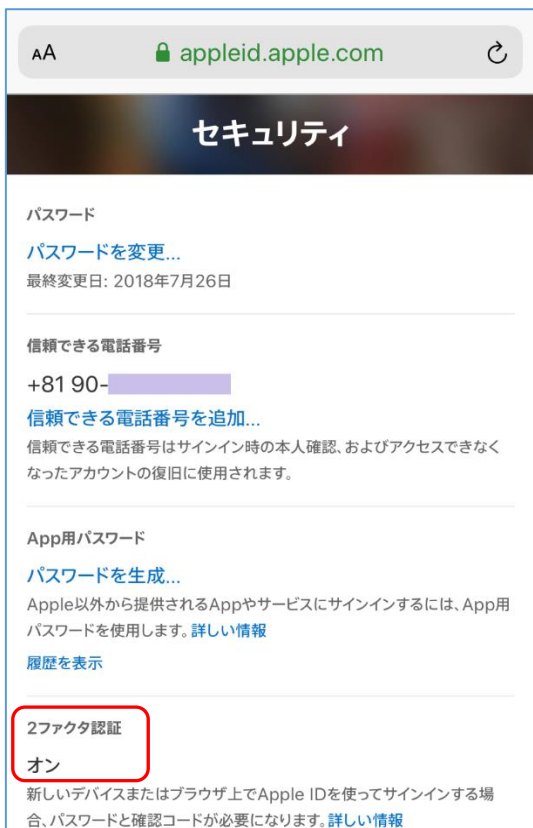 AA appleid.apple.com
セキュリティ
パスワード
パスワードを変更...
最終変更日: 2018年7月26日
信頼できる電話番号
+81 90-
信頼できる電話番号を追加...
信頼できる電話番号はサインイン時の本人確認、およびアクセスできなく
なったアカウントの復旧に使用されます。
App用パスワード
パスワードを生成...
Apple以外から提供されるAppやサービスにサインインするには、App用
パスワードを使用します。詳しい情報
履歴を表示
2ファクタ認証
オン
新しいデバイスまたはブラウザ上でApple IDを使ってサインインする場
合、パスワードと確認コードが必要になります。詳しい情報